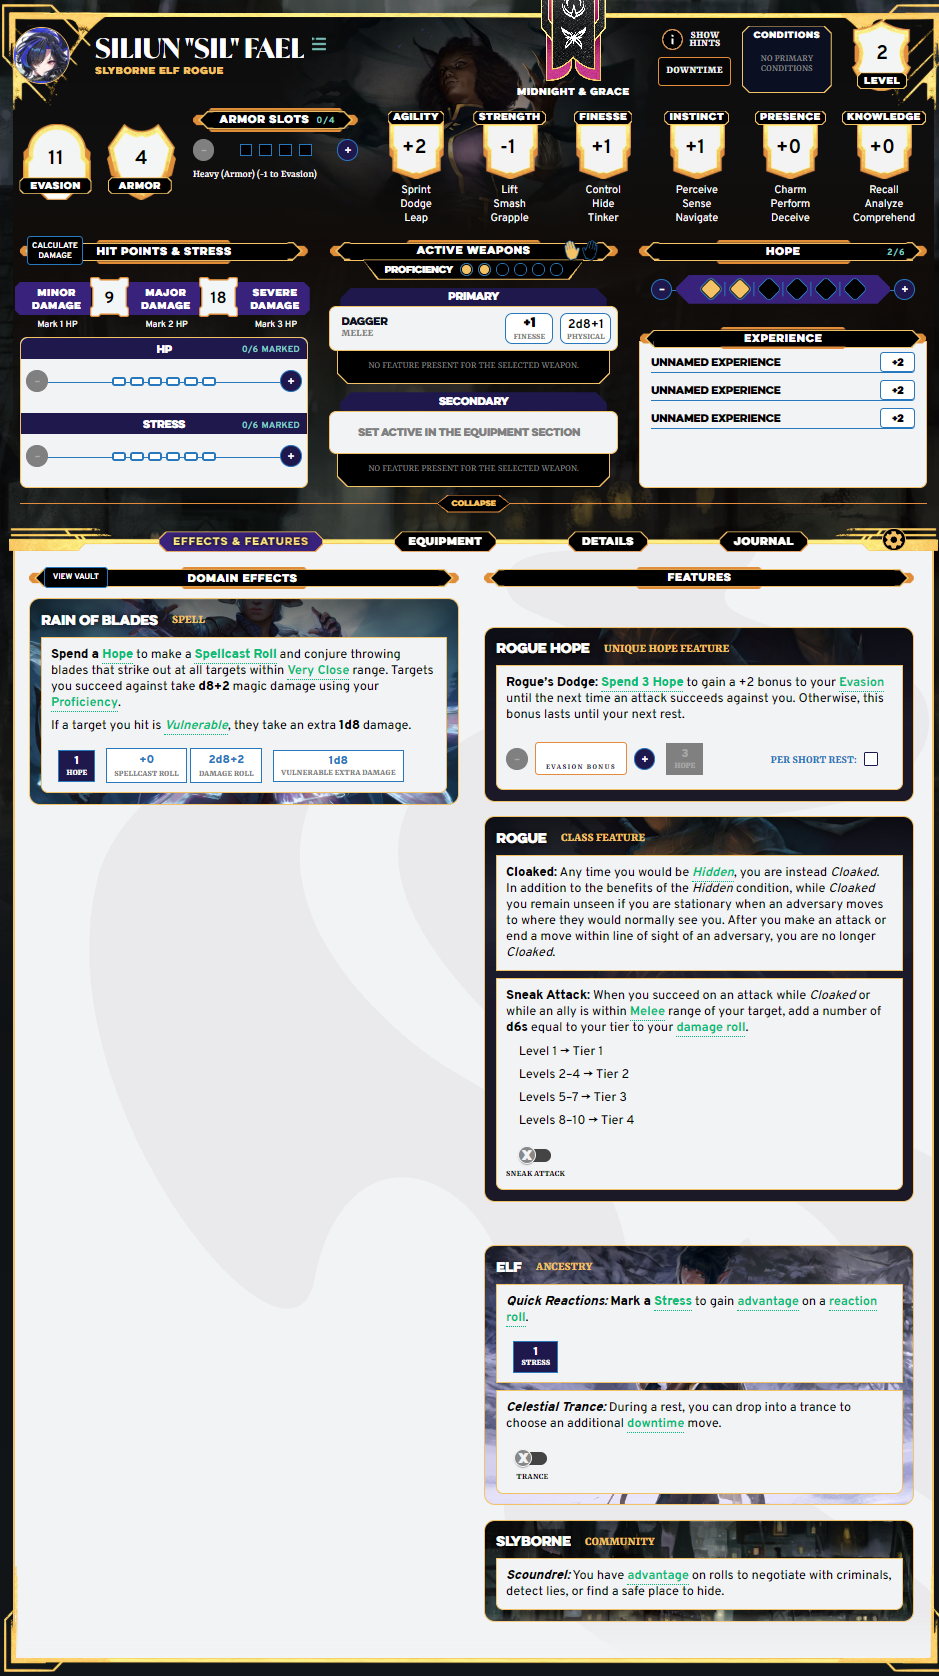 SILIUN "SIL" FAEL
SLYBORNE ELF ROGUE
MIDNIGHT & GRACE
SHOW
HINTS
DOWNTIME
CONDITIONS
NO PRIMARY
CONDITIONS
2
LEVEL
11
EVASION
4
ARMOR
ARMOR SLOTS 0/4
Heavy (Armor) (-1 to Evasion)
AGILITY
+2
Sprint
Dodge
Leap
STRENGTH
-1
Lift
Smash
Grapple
FINESSE
+1
Control
Hide
Tinker
INSTINCT
+1
Perceive
Sense
Navigate
PRESENCE
+0
Charm
Perform
Deceive
KNOWLEDGE
+0
Recall
Analyze
Comprehend
CALCULATE
DAMAGE
HIT POINTS & STRESS
MINOR
DAMAGE
Mark 1 HP
9
MAJOR
DAMAGE
Mark 2 HP
18
SEVERE
DAMAGE
Mark 3 HP
HP 0/6 MARKED
STRESS 0/6 MARKED
ACTIVE WEAPONS
PROFICIENCY
PRIMARY
DAGGER
MELEE
+1
FINESSE
2d8+1
PHYSICAL
NO FEATURE PRESENT FOR THE SELECTED WEAPON.
SECONDARY
SET ACTIVE IN THE EQUIPMENT SECTION
NO FEATURE PRESENT FOR THE SELECTED WEAPON.
HOPE 2/6
EXPERIENCE
UNNAMED EXPERIENCE +2
UNNAMED EXPERIENCE +2
UNNAMED EXPERIENCE +2
COLLAPSE
EFFECTS & FEATURES
EQUIPMENT
DETAILS
JOURNAL
VIEW VAULT
DOMAIN EFFECTS
RAIN OF BLADES SPELL
Spend a Hope to make a Spellcast Roll and conjure throwing
blades that strike out at all targets within Very Close range. Targets
you succeed against take d8+2 magic damage using your
Proficiency.
If a target you hit is Vulnerable, they take an extra 1d8 damage.
1
HOPE
+0
SPELLCAST ROLL
2d8+2
DAMAGE ROLL
1d8
VULNERABLE EXTRA DAMAGE
FEATURES
ROGUE HOPE UNIQUE HOPE FEATURE
Rogue's Dodge: Spend 3 Hope to gain a +2 bonus to your Evasion
until the next time an attack succeeds against you. Otherwise, this
bonus lasts until your next rest.
EVASION BONUS
3
HOPE
PER SHORT REST:
ROGUE CLASS FEATURE
Cloaked: Any time you would be Hidden, you are instead Cloaked.
In addition to the benefits of the Hidden condition, while Cloaked
you remain unseen if you are stationary when an adversary moves
to where they would normally see you. After you make an attack or
end a move within line of sight of an adversary, you are no longer
Cloaked.
Sneak Attack: When you succeed on an attack while Cloaked or
while an ally is within Melee range of your target, add a number of
d6s equal to your tier to your damage roll.
Level 1 → Tier 1
Levels 2–4 → Tier 2
Levels 5–7 → Tier 3
Levels 8–10 → Tier 4
SNEAK ATTACK
ELF ANCESTRY
Quick Reactions: Mark a Stress to gain advantage on a reaction
roll.
1
STRESS
Celestial Trance: During a rest, you can drop into a trance to
choose an additional downtime move.
TRANCE
SLYBORNE COMMUNITY
Scoundrel: You have advantage on rolls to negotiate with criminals,
detect lies, or find a safe place to hide.